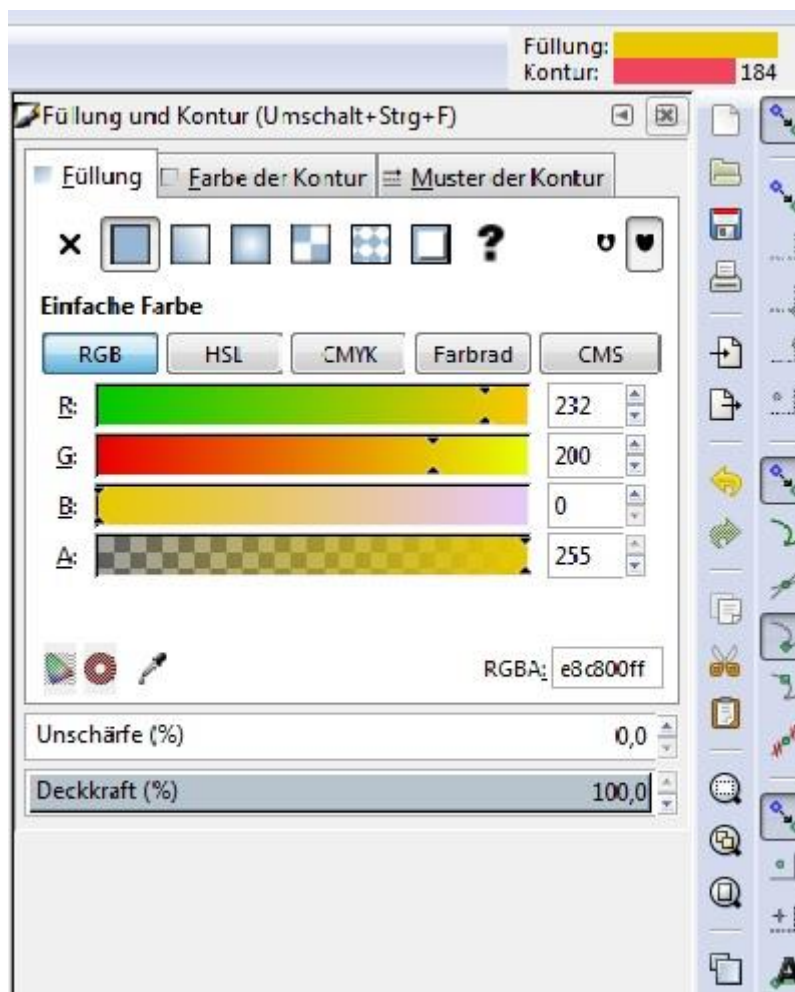 Füllung:
Kontur: 184
Füllung und Kontur (Umschalt+Strg+F)
Füllung Farbe der Kontur Muster der Kontur
?
Einfache Farbe
RGB HSL CMYK Farbrad CMS
R: 232
G: 200
B: 0
A: 255
RGBA: e8c800ff
Unschärfe (%) 0,0
Deckkraft (%) 100,0
A